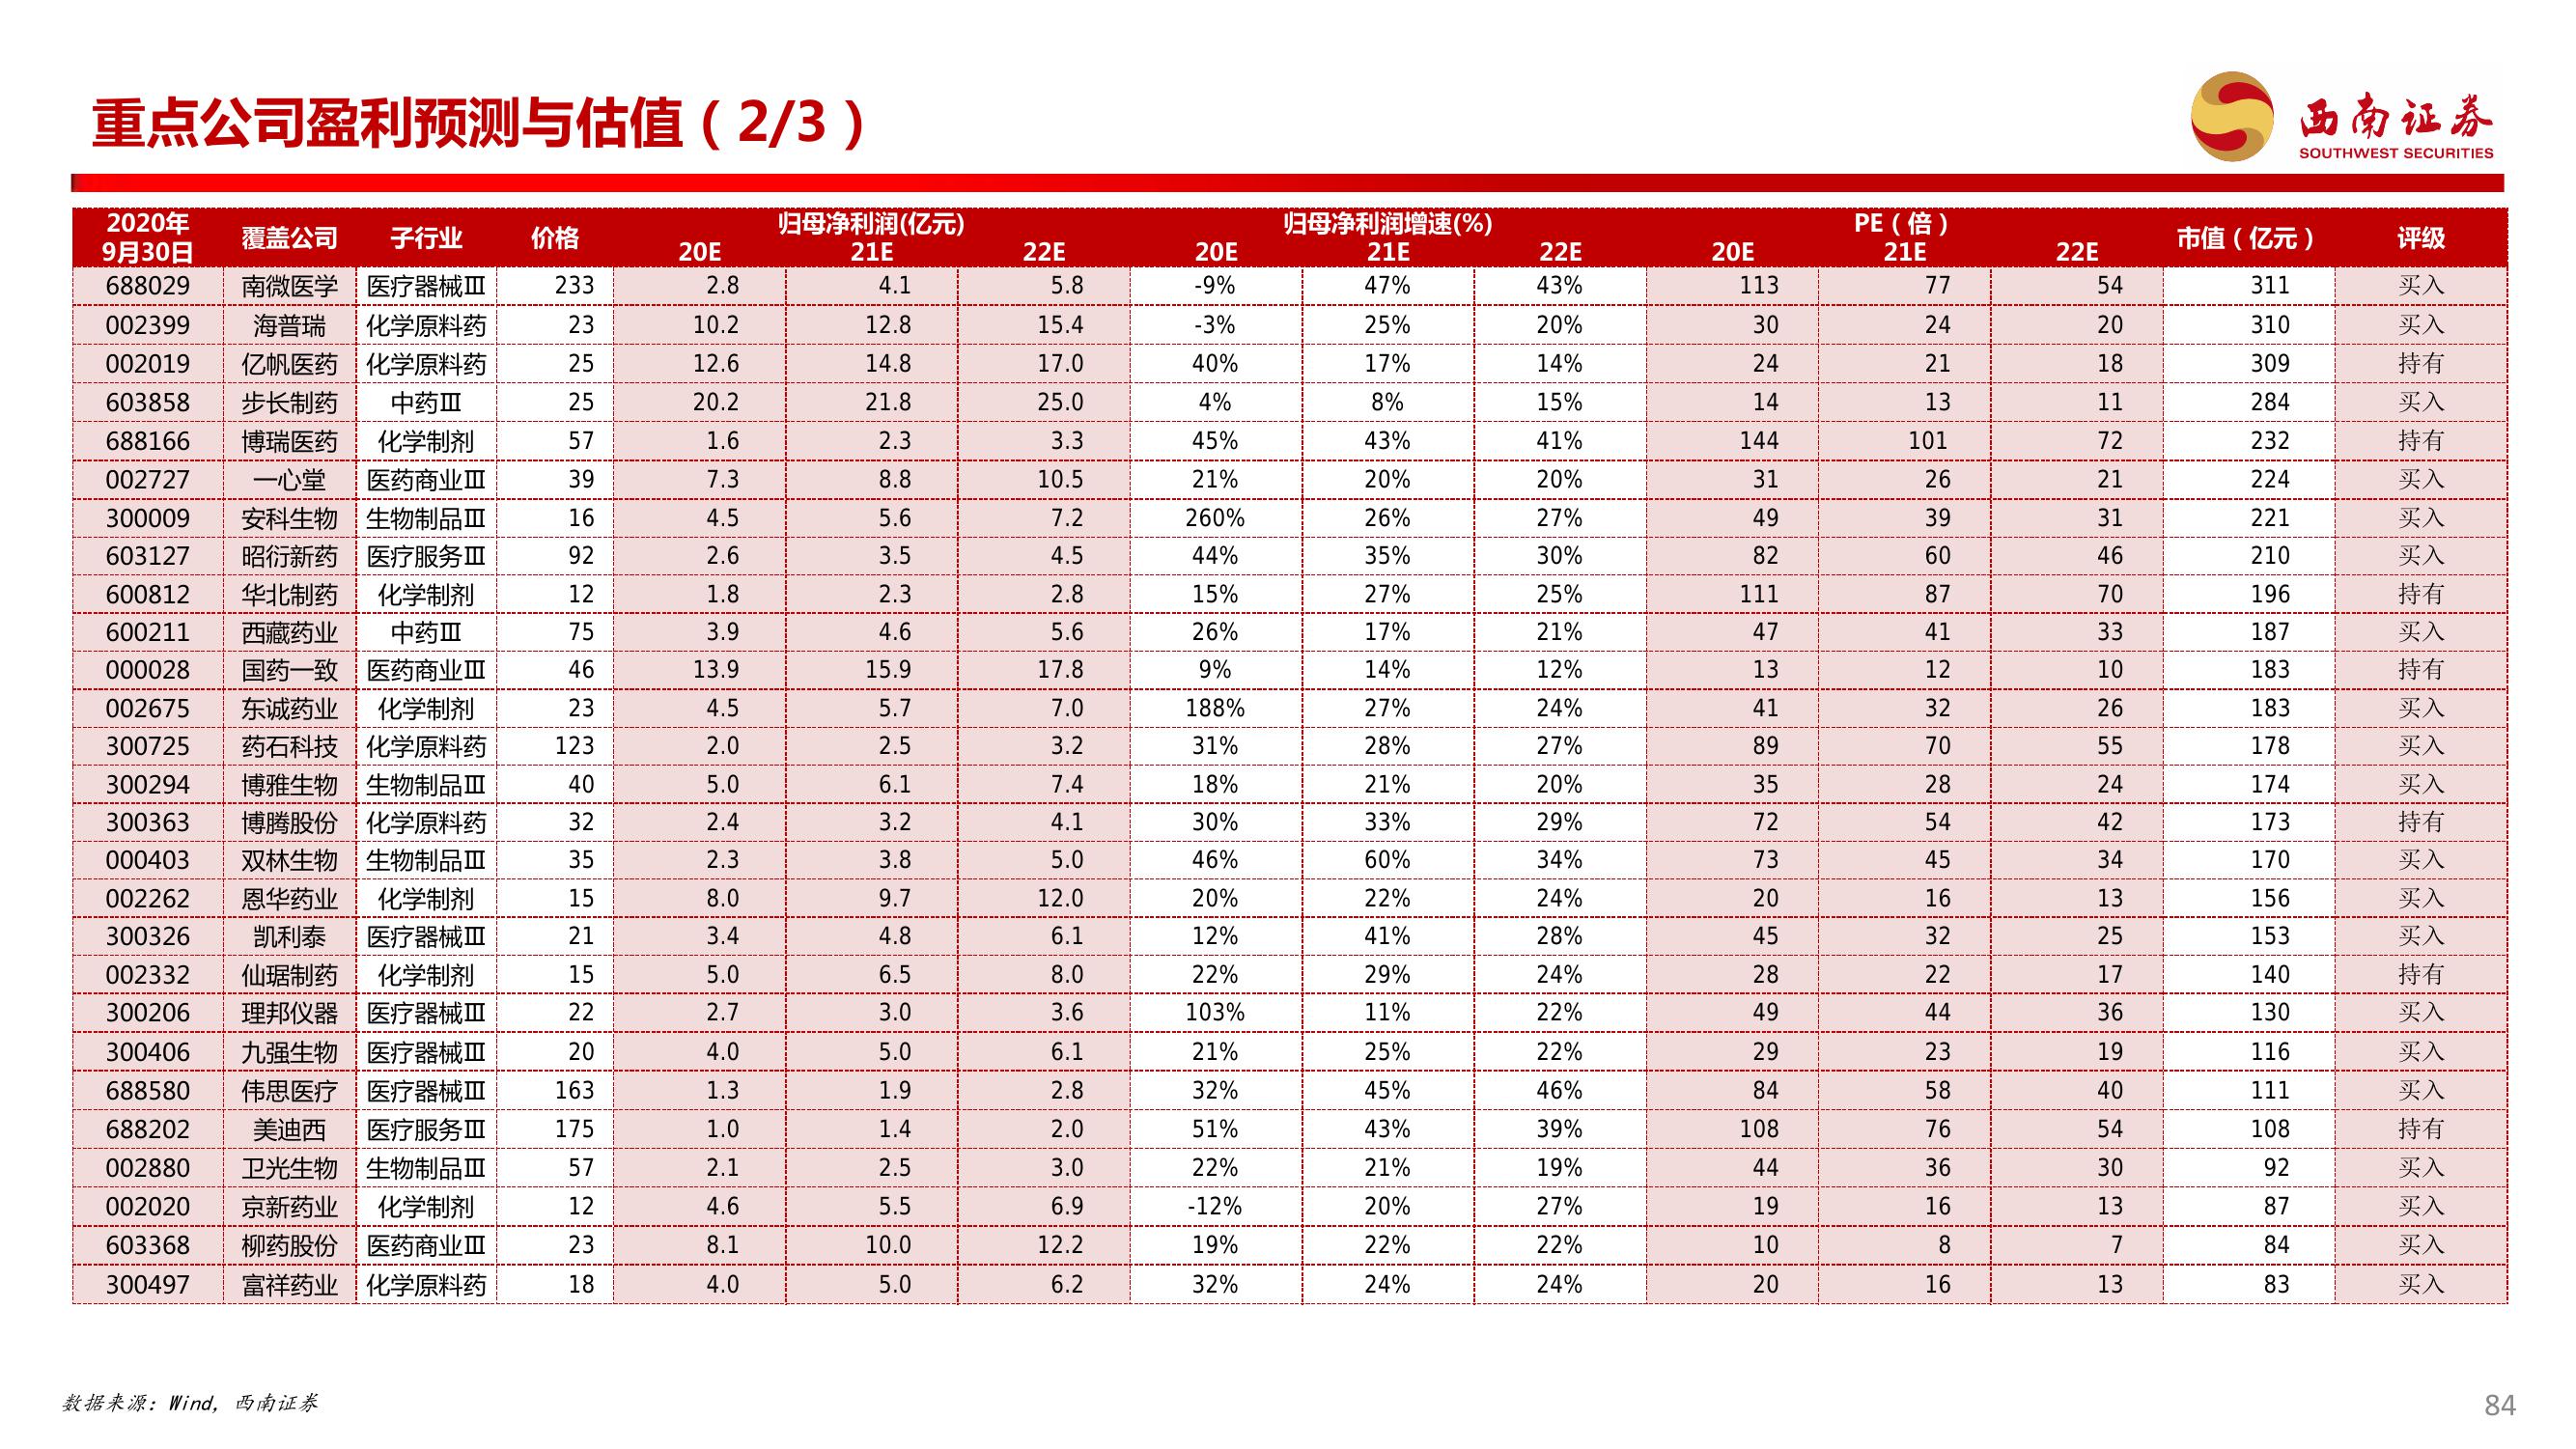 重点公司盈利预测与估值（2/3）
西南证券
SOUTHWEST SECURITIES
2020年9月30日 覆盖公司 子行业 价格 归母净利润(亿元) 归母净利润增速(%) PE（倍） 市值（亿元） 评级
20E 21E 22E 20E 21E 22E 20E 21E 22E
688029 南微医学 医疗器械Ⅲ 233 2.8 4.1 5.8 -9% 47% 43% 113 77 54 311 买入
002399 海普瑞 化学原料药 23 10.2 12.8 15.4 -3% 25% 20% 30 24 20 310 买入
002019 亿帆医药 化学原料药 25 12.6 14.8 17.0 40% 17% 14% 24 21 18 309 持有
603858 步长制药 中药Ⅲ 25 20.2 21.8 25.0 4% 8% 15% 14 13 11 284 买入
688166 博瑞医药 化学制剂 57 1.6 2.3 3.3 45% 43% 41% 144 101 72 232 持有
002727 一心堂 医药商业Ⅲ 39 7.3 8.8 10.5 21% 20% 20% 31 26 21 224 买入
300009 安科生物 生物制品Ⅲ 16 4.5 5.6 7.2 260% 26% 27% 49 39 31 221 买入
603127 昭衍新药 医疗服务Ⅲ 92 2.6 3.5 4.5 44% 35% 30% 82 60 46 210 买入
600812 华北制药 化学制剂 12 1.8 2.3 2.8 15% 27% 25% 111 87 70 196 持有
600211 西藏药业 中药Ⅲ 75 3.9 4.6 5.6 26% 17% 21% 47 41 33 187 买入
000028 国药一致 医药商业Ⅲ 46 13.9 15.9 17.8 9% 14% 12% 13 12 10 183 持有
002675 东诚药业 化学制剂 23 4.5 5.7 7.0 188% 27% 24% 41 32 26 183 买入
300725 药石科技 化学原料药 123 2.0 2.5 3.2 31% 28% 27% 89 70 55 178 买入
300294 博雅生物 生物制品Ⅲ 40 5.0 6.1 7.4 18% 21% 20% 35 28 24 174 买入
300363 博腾股份 化学原料药 32 2.4 3.2 4.1 30% 33% 29% 72 54 42 173 持有
000403 双林生物 生物制品Ⅲ 35 2.3 3.8 5.0 46% 60% 34% 73 45 34 170 买入
002262 恩华药业 化学制剂 15 8.0 9.7 12.0 20% 22% 24% 20 16 13 156 买入
300326 凯利泰 医疗器械Ⅲ 21 3.4 4.8 6.1 12% 41% 28% 45 32 25 153 买入
002332 仙琚制药 化学制剂 15 5.0 6.5 8.0 22% 29% 24% 28 22 17 140 持有
300206 理邦仪器 医疗器械Ⅲ 22 2.7 3.0 3.6 103% 11% 22% 49 44 36 130 买入
300406 九强生物 医疗器械Ⅲ 20 4.0 5.0 6.1 21% 25% 22% 29 23 19 116 买入
688580 伟思医疗 医疗器械Ⅲ 163 1.3 1.9 2.8 32% 45% 46% 84 58 40 111 买入
688202 美迪西 医疗服务Ⅲ 175 1.0 1.4 2.0 51% 43% 39% 108 76 54 108 持有
002880 卫光生物 生物制品Ⅲ 57 2.1 2.5 3.0 22% 21% 19% 44 36 30 92 买入
002020 京新药业 化学制剂 12 4.6 5.5 6.9 -12% 20% 27% 19 16 13 87 买入
603368 柳药股份 医药商业Ⅲ 23 8.1 10.0 12.2 19% 22% 22% 10 8 7 84 买入
300497 富祥药业 化学原料药 18 4.0 5.0 6.2 32% 24% 24% 20 16 13 83 买入
数据来源：Wind，西南证券
84